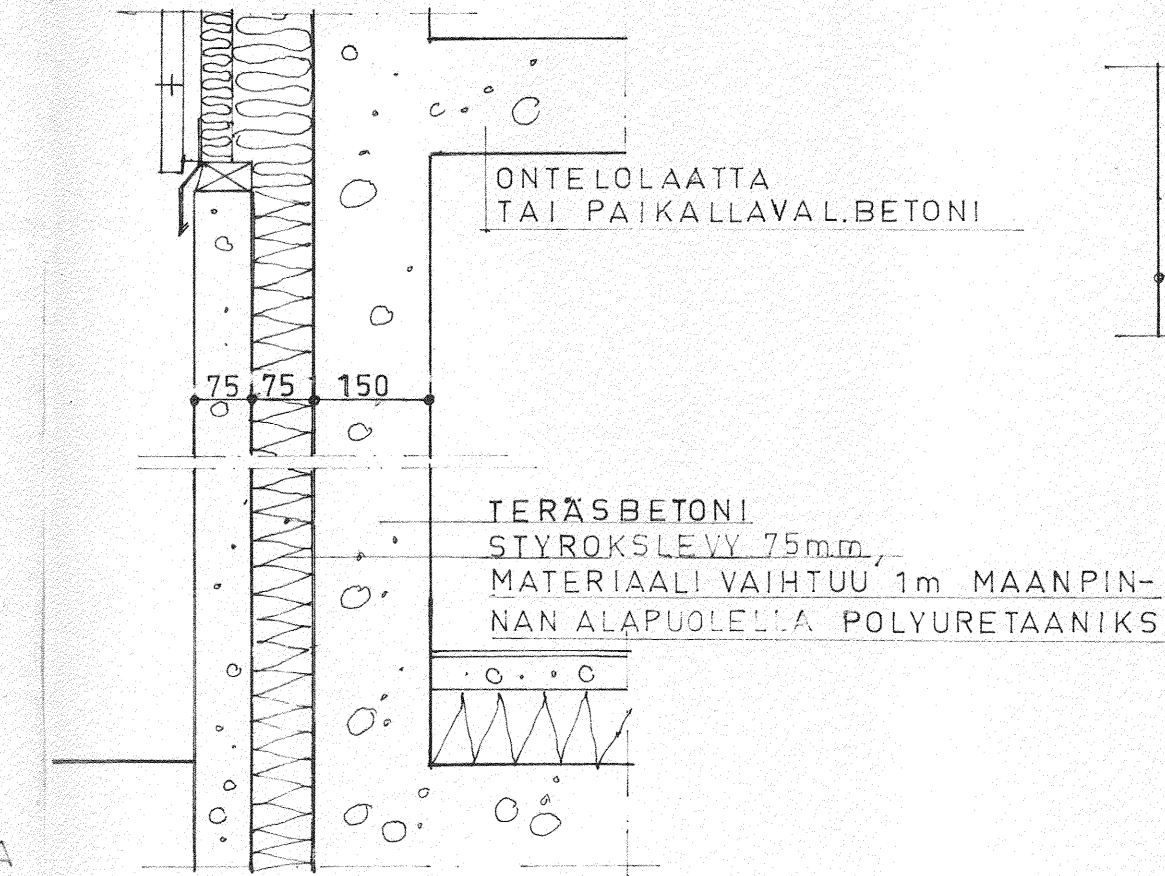 ONTELOLAATTA
TAI PAIKALLAVAL.BETONI
75 75 150
TERÄSBETONI
STYROKSLEVY 75mm,
MATERIAALI VAIHTUU 1m MAANPIN-
NAN ALAPUOLELLA POLYURETAANIKS
A